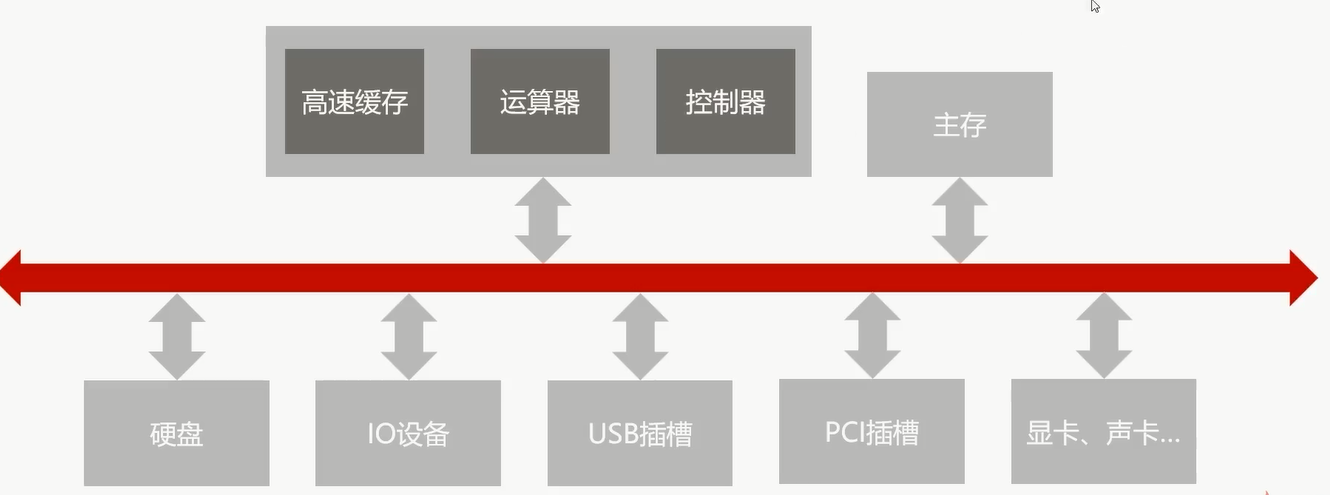 高速缓存
运算器
控制器
主存
硬盘
IO设备
USB插槽
PCI插槽
显卡、声卡...